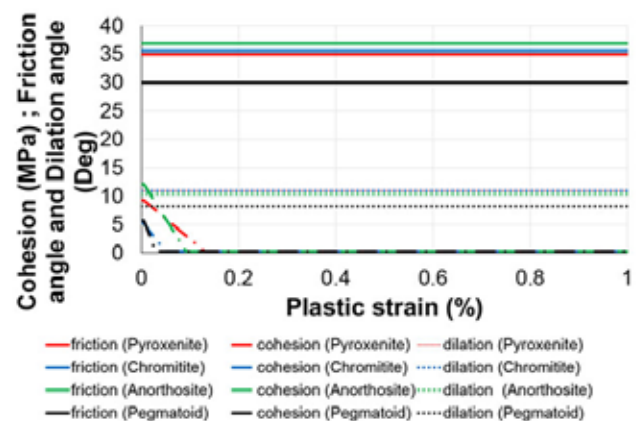 Cohesion (MPa) ; Friction
angle and Dilation angle
(Deg)
40
35
30
25
20
15
10
5
0
0 0.2 0.4 0.6 0.8 1
Plastic strain (%)
friction (Pyroxenite) cohesion (Pyroxenite) dilation (Pyroxenite)
friction (Chromitite) cohesion (Chromitite) dilation (Chromitite)
friction (Anorthosite) cohesion (Anorthosite) dilation (Anorthosite)
friction (Pegmatoid) cohesion (Pegmatoid) dilation (Pegmatoid)